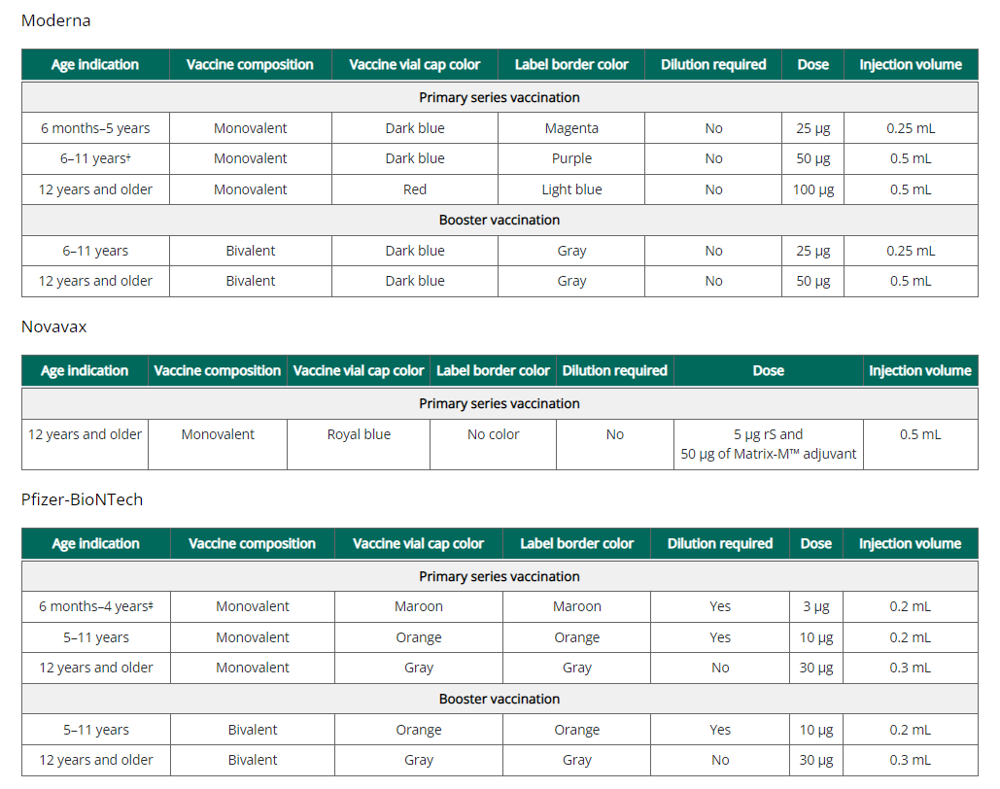 Moderna
Age indication Vaccine composition Vaccine vial cap color Label border color Dilution required Dose Injection volume
Primary series vaccination
6 months–5 years Monovalent Dark blue Magenta No 25 µg 0.25 mL
6–11 years† Monovalent Dark blue Purple No 50 µg 0.5 mL
12 years and older Monovalent Red Light blue No 100 µg 0.5 mL
Booster vaccination
6–11 years Bivalent Dark blue Gray No 25 µg 0.25 mL
12 years and older Bivalent Dark blue Gray No 50 µg 0.5 mL
Novavax
Age indication Vaccine composition Vaccine vial cap color Label border color Dilution required Dose Injection volume
Primary series vaccination
12 years and older Monovalent Royal blue No color No 5 µg rS and 0.5 mL
50 µg of Matrix-M™ adjuvant
Pfizer-BioNTech
Age indication Vaccine composition Vaccine vial cap color Label border color Dilution required Dose Injection volume
Primary series vaccination
6 months–4 years‡ Monovalent Maroon Maroon Yes 3 µg 0.2 mL
5–11 years Monovalent Orange Orange Yes 10 µg 0.2 mL
12 years and older Monovalent Gray Gray No 30 µg 0.3 mL
Booster vaccination
5–11 years Bivalent Orange Orange Yes 10 µg 0.2 mL
12 years and older Bivalent Gray Gray No 30 µg 0.3 mL